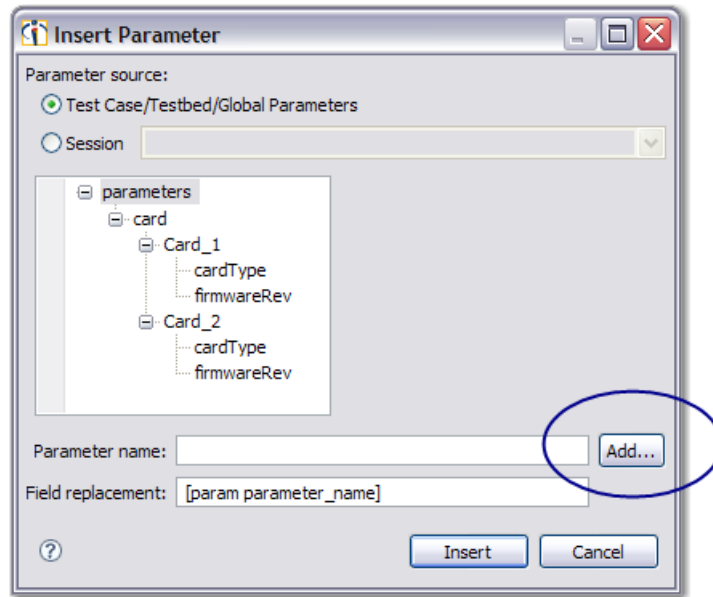 Insert Parameter
Parameter source:
Test Case/Testbed/Global Parameters
Session
parameters
card
Card_1
cardType
firmwareRev
Card_2
cardType
firmwareRev
Parameter name:
Add...
Field replacement: [param parameter_name]
?
Insert Cancel